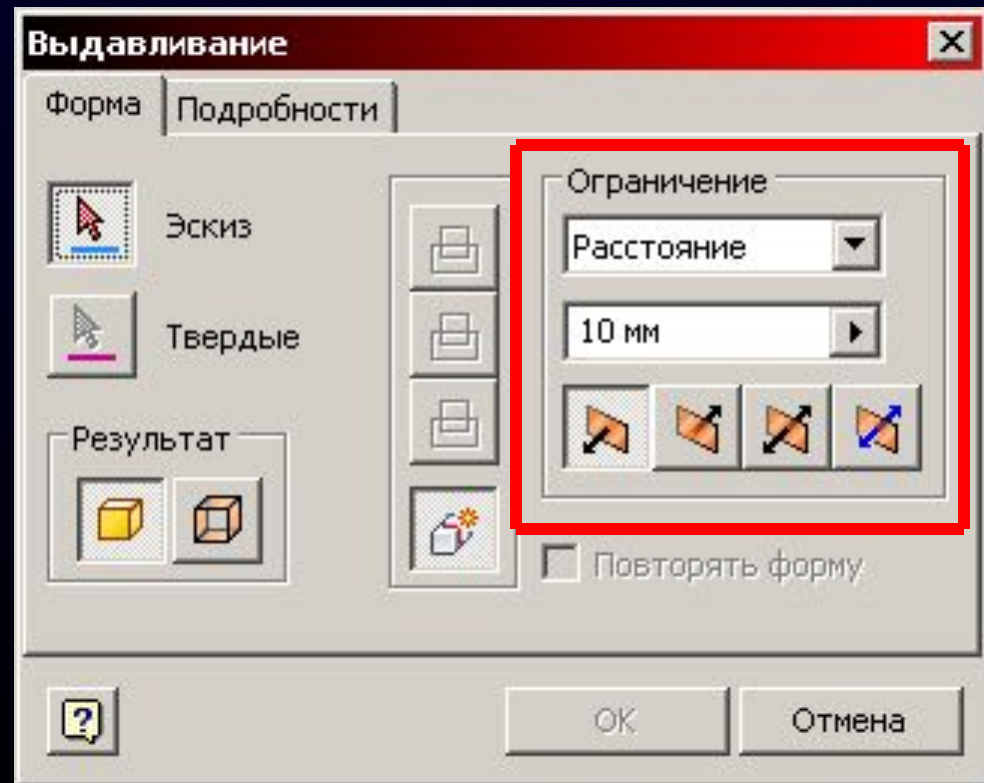 Выдавливание
Форма
Подробности
Эскиз
Твердые
Результат
Ограничение
Расстояние
10 мм
Повторять форму
?
OK
Отмена